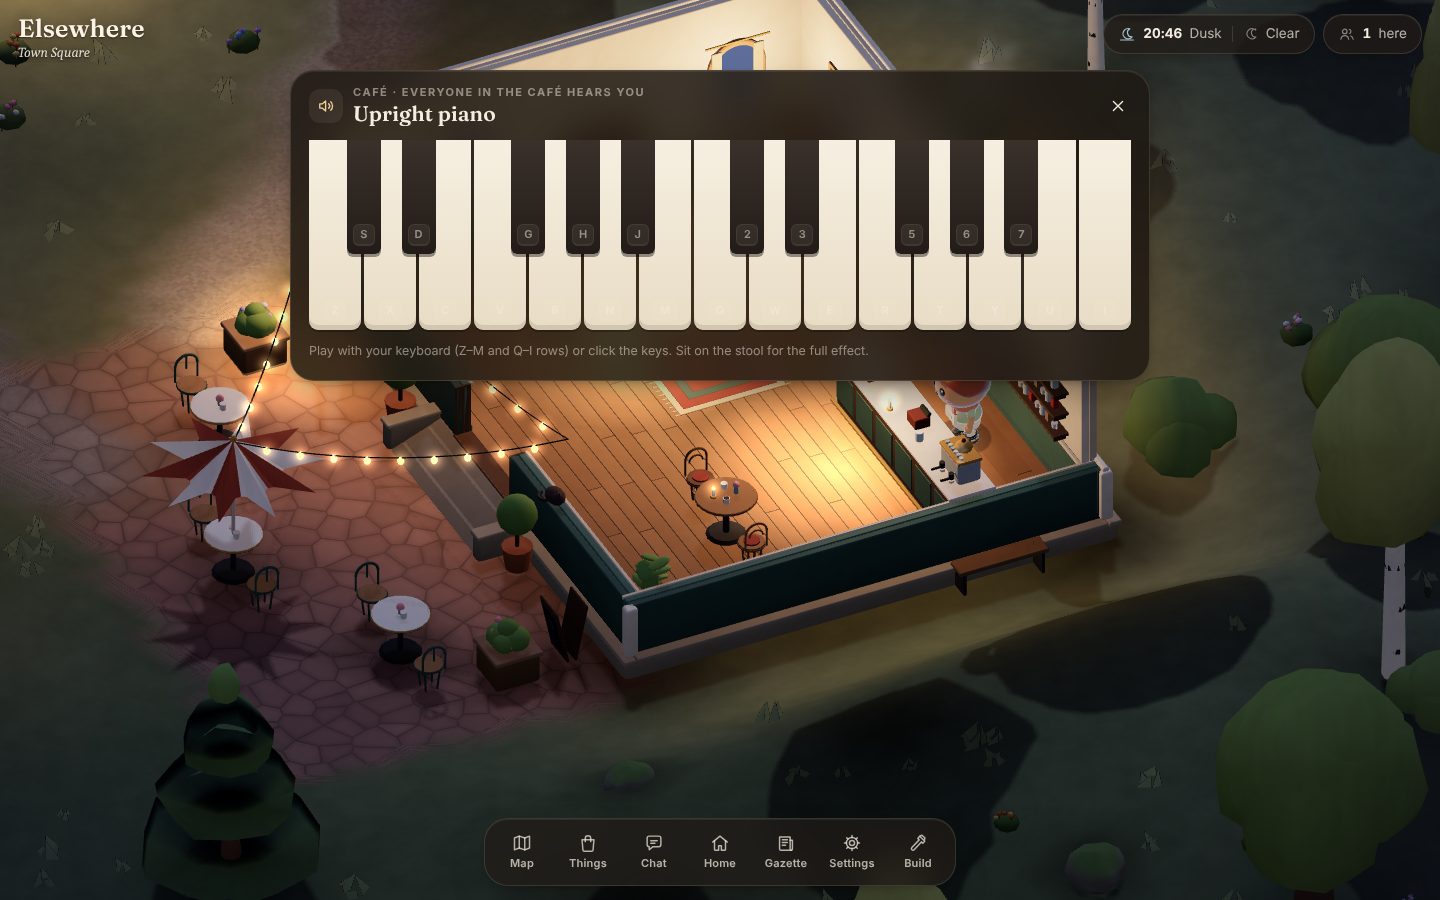 Elsewhere
Town Square
20:46 Dusk
Clear
1 here
CAFÉ · EVERYONE IN THE CAFÉ HEARS YOU
Upright piano
S D G H J 2 3 5 6 7
Z X C V B N M Q W E R T Y U I
Play with your keyboard (Z–M and Q–I rows) or click the keys. Sit on the stool for the full effect.
Map Things Chat Home Gazette Settings Build